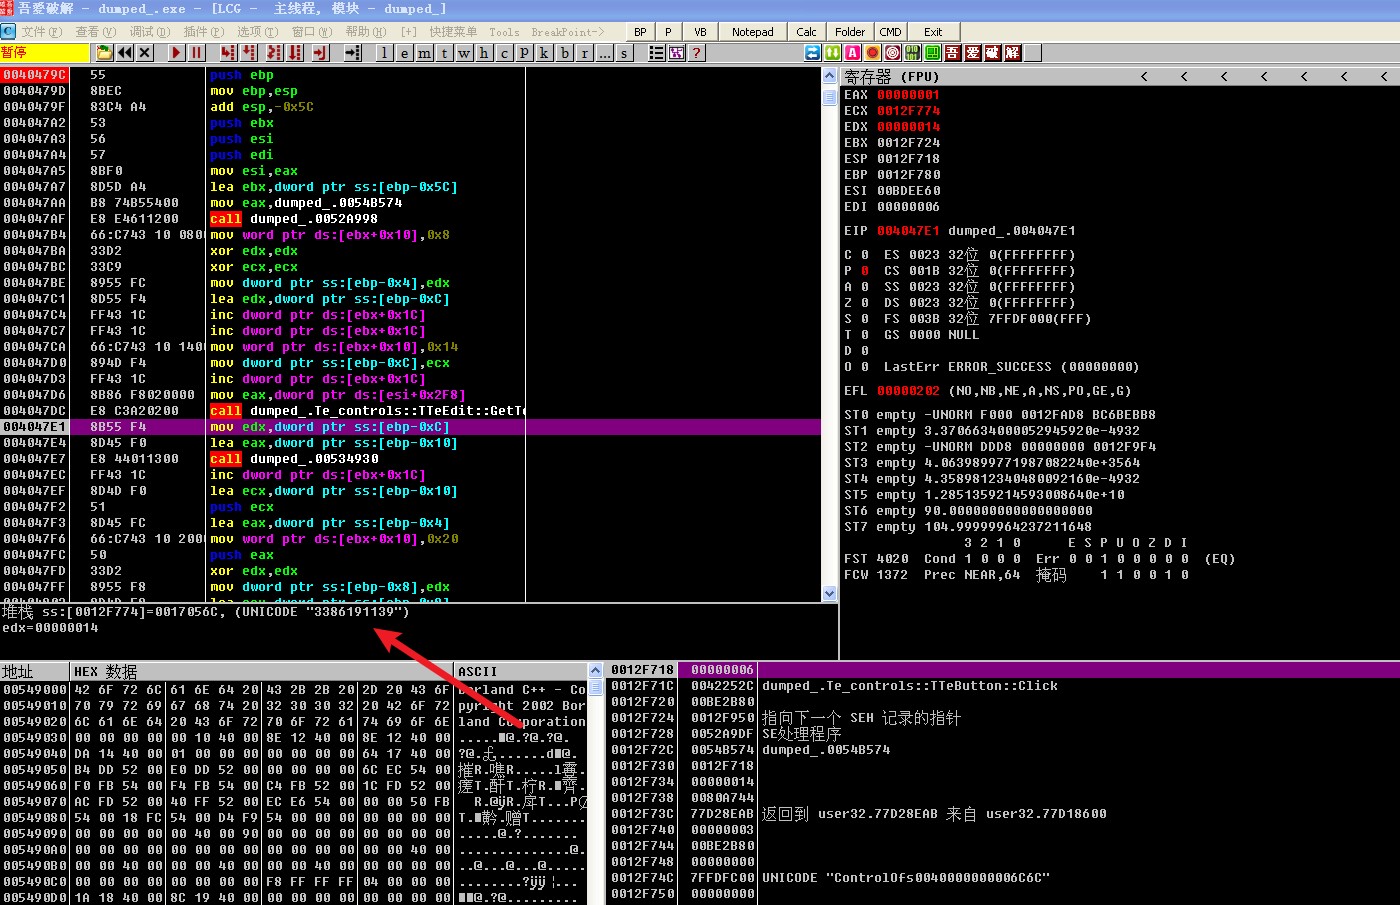 吾爱破解 - dumped_.exe - [LCG - 主线程, 模块 - dumped_]
文件(F) 查看(V) 调试(D) 插件(P) 选项(T) 窗口(W) 帮助(H) [+] 快捷菜单 Tools BreakPoint->
BP P VB Notepad Calc Folder CMD Exit
暂停
l e m t w h c p k b r ... s ?
吾 爱 破 解
0040479C 55 push ebp
0040479D 8BEC mov ebp,esp
0040479F 83C4 A4 add esp,-0x5C
004047A2 53 push ebx
004047A3 56 push esi
004047A4 57 push edi
004047A5 8BF0 mov esi,eax
004047A7 8D5D A4 lea ebx,dword ptr ss:[ebp-0x5C]
004047AA B8 74B55400 mov eax,dumped_.0054B574
004047AF E8 E4611200 call dumped_.0052A998
004047B4 66:C743 10 080 mov word ptr ds:[ebx+0x10],0x8
004047BA 33D2 xor edx,edx
004047BC 33C9 xor ecx,ecx
004047BE 8955 FC mov dword ptr ss:[ebp-0x4],edx
004047C1 8D55 F4 lea edx,dword ptr ss:[ebp-0xC]
004047C4 FF43 1C inc dword ptr ds:[ebx+0x1C]
004047C7 FF43 1C inc dword ptr ds:[ebx+0x1C]
004047CA 66:C743 10 140 mov word ptr ds:[ebx+0x10],0x14
004047D0 894D F4 mov dword ptr ss:[ebp-0xC],ecx
004047D3 FF43 1C inc dword ptr ds:[ebx+0x1C]
004047D6 8B86 F8020000 mov eax,dword ptr ds:[esi+0x2F8]
004047DC E8 C3A20200 call dumped_.Te_controls::TTeEdit::GetTe
004047E1 8B55 F4 mov edx,dword ptr ss:[ebp-0xC]
004047E4 8D45 F0 lea eax,dword ptr ss:[ebp-0x10]
004047E7 E8 44011300 call dumped_.00534930
004047EC FF43 1C inc dword ptr ds:[ebx+0x1C]
004047EF 8D4D F0 lea ecx,dword ptr ss:[ebp-0x10]
004047F2 51 push ecx
004047F3 8D45 FC lea eax,dword ptr ss:[ebp-0x4]
004047F6 66:C743 10 200 mov word ptr ds:[ebx+0x10],0x20
004047FC 50 push eax
004047FD 33D2 xor edx,edx
004047FF 8955 F8 mov dword ptr ss:[ebp-0x8],edx
堆栈 ss:[0012F774]=0017056C, (UNICODE "3386191139")
edx=00000014
寄存器 (FPU) < < < < < < <
EAX 00000001
ECX 0012F774
EDX 00000014
EBX 0012F724
ESP 0012F718
EBP 0012F780
ESI 00BDEE60
EDI 00000006
EIP 004047E1 dumped_.004047E1
C 0 ES 0023 32位 0(FFFFFFFF)
P 0 CS 001B 32位 0(FFFFFFFF)
A 0 SS 0023 32位 0(FFFFFFFF)
Z 0 DS 0023 32位 0(FFFFFFFF)
S 0 FS 003B 32位 7FFDF000(FFF)
T 0 GS 0000 NULL
D 0
O 0 LastErr ERROR_SUCCESS (00000000)
EFL 00000202 (NO,NB,NE,A,NS,PO,GE,G)
ST0 empty -UNORM F000 0012FAD8 BC6BEBB8
ST1 empty 3.3706634000052945920e-4932
ST2 empty -UNORM DDD8 00000000 0012F9F4
ST3 empty 4.0639899771987082240e+3564
ST4 empty 4.3589812340480092160e-4932
ST5 empty 1.2851359214593008640e+10
ST6 empty 90.000000000000000000
ST7 empty 104.99999964237211648
3 2 1 0 E S P U O Z D I
FST 4020 Cond 1 0 0 0 Err 0 0 1 0 0 0 0 0 (EQ)
FCW 1372 Prec NEAR,64 掩码 1 1 0 0 1 0
地址 HEX 数据 ASCII
00549000 42 6F 72 6C 61 6E 64 20 43 2B 2B 20 2D 20 43 6F Borland C++ - Co
00549010 70 79 72 69 67 68 74 20 32 30 30 32 20 42 6F 72 pyright 2002 Bor
00549020 6C 61 6E 64 20 43 6F 72 70 6F 72 61 74 69 6F 6E land Corporation
00549030 00 00 00 00 00 10 40 00 8E 12 40 00 8E 12 40 00
00549040 DA 14 40 00 01 00 00 00 00 00 00 00 64 17 40 00
00549050 B4 DD 52 00 E0 DD 52 00 00 00 00 00 6C EC 54 00
00549060 F0 FB 54 00 F4 FB 54 00 C4 FB 52 00 1C FD 52 00
00549070 AC FD 52 00 40 FF 52 00 EC E6 54 00 00 00 50 FB
00549080 54 00 18 FC 54 00 D4 F9 54 00 00 00 00 00 00 00
00549090 00 00 00 00 00 40 00 90 00 00 00 00 00 00 00 00
005490A0 00 00 00 00 00 00 00 00 00 00 00 00 00 00 40 00
005490B0 00 00 40 00 00 00 40 00 00 00 40 00 00 00 00 00
005490C0 00 00 00 00 00 00 00 00 F8 FF FF FF 04 00 00 00
005490D0 1A 18 40 00 8C 19 40 00 00 00 00 00 00 00 00 00
0012F718 00000006
0012F71C 0042252C dumped_.Te_controls::TTeButton::Click
0012F720 00BE2B80
0012F724 0012F950 指向下一个 SEH 记录的指针
0012F728 0052A9DF SE处理程序
0012F72C 0054B574 dumped_.0054B574
0012F730 0012F718
0012F734 00000014
0012F738 0080A744
0012F73C 77D28EAB 返回到 user32.77D28EAB 来自 user32.77D18600
0012F740 00000003
0012F744 00BE2B80
0012F748 00000000
0012F74C 7FFDFC00 UNICODE "ControlOfs0040000000006C6C"
0012F750 00000000